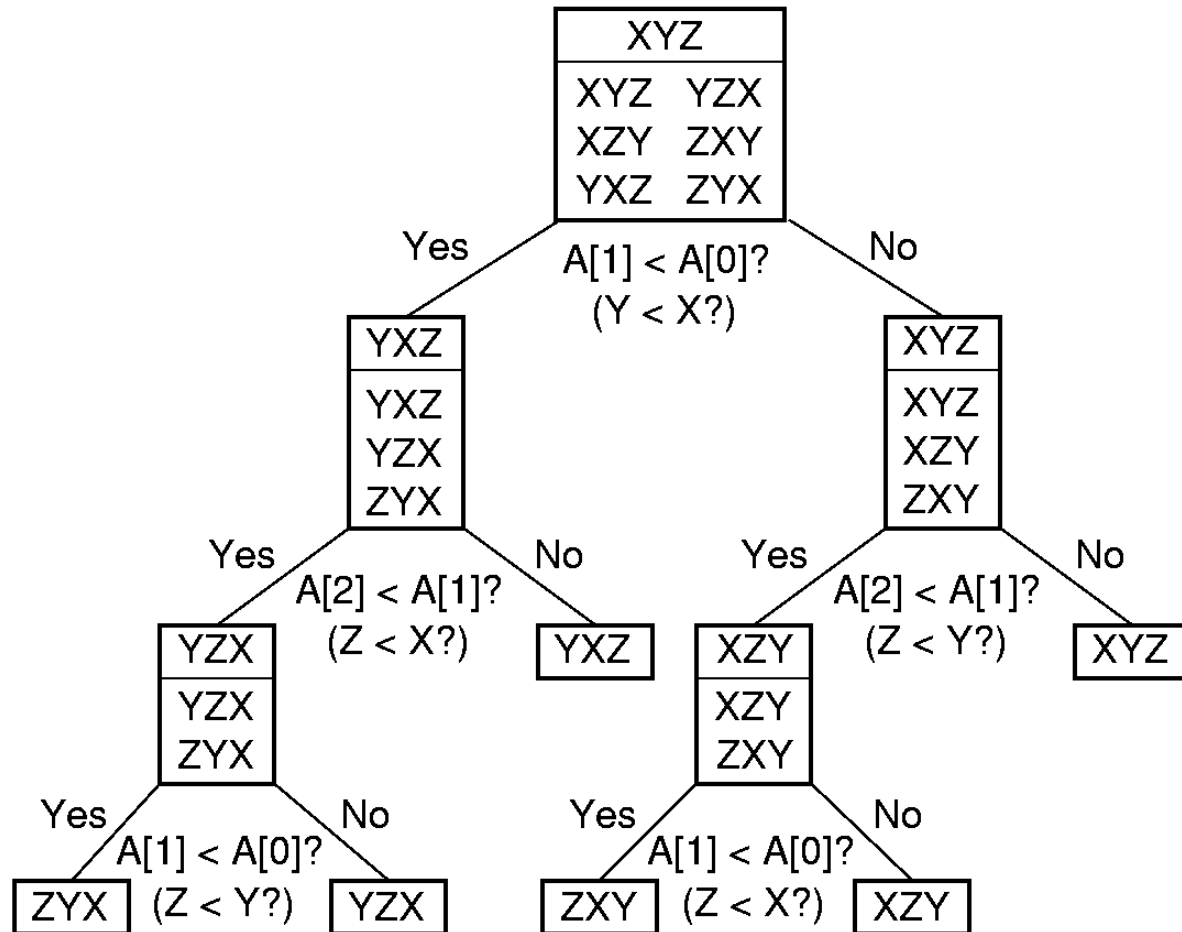 XYZ
XYZ YZX
XZY ZXY
YXZ ZYX
Yes
A[1] < A[0]?
(Y < X?)
No
YXZ
YXZ
YZX
ZYX
XYZ
XYZ
XZY
ZXY
Yes
A[2] < A[1]?
(Z < X?)
No
Yes
A[2] < A[1]?
(Z < Y?)
No
YZX
YZX
ZYX
YXZ
XZY
XZY
ZXY
XYZ
Yes
A[1] < A[0]?
(Z < Y?)
No
Yes
A[1] < A[0]?
(Z < X?)
No
ZYX
YZX
ZXY
XZY